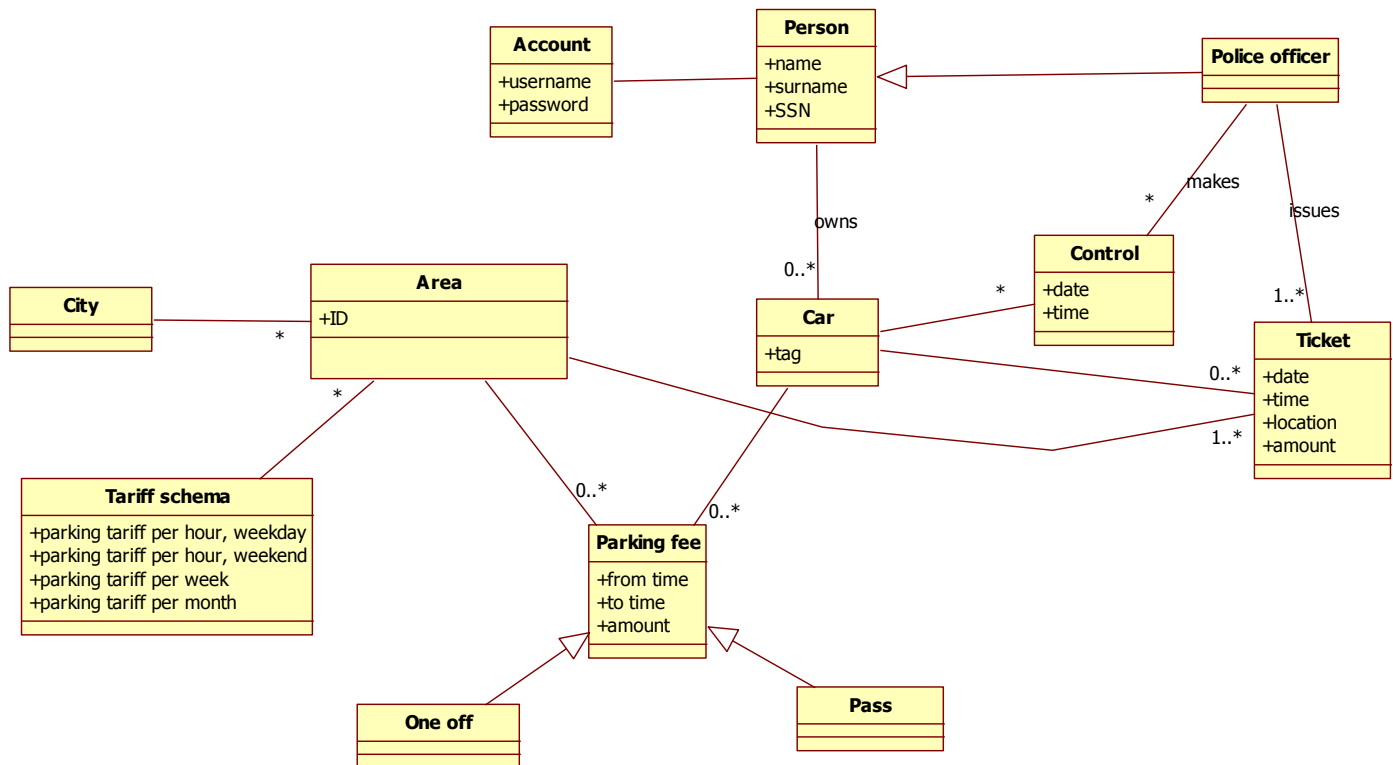 Person
+name
+surname
+SSN
Account
+username
+password
Police officer
makes
*
issues
1..*
owns
0..*
Control
+date
+time
*
City
*
Area
+ID
*
Car
+tag
0..*
1..*
Ticket
+date
+time
+location
+amount
Tariff schema
+parking tariff per hour, weekday
+parking tariff per hour, weekend
+parking tariff per week
+parking tariff per month
0..*
0..*
Parking fee
+from time
+to time
+amount
One off
Pass